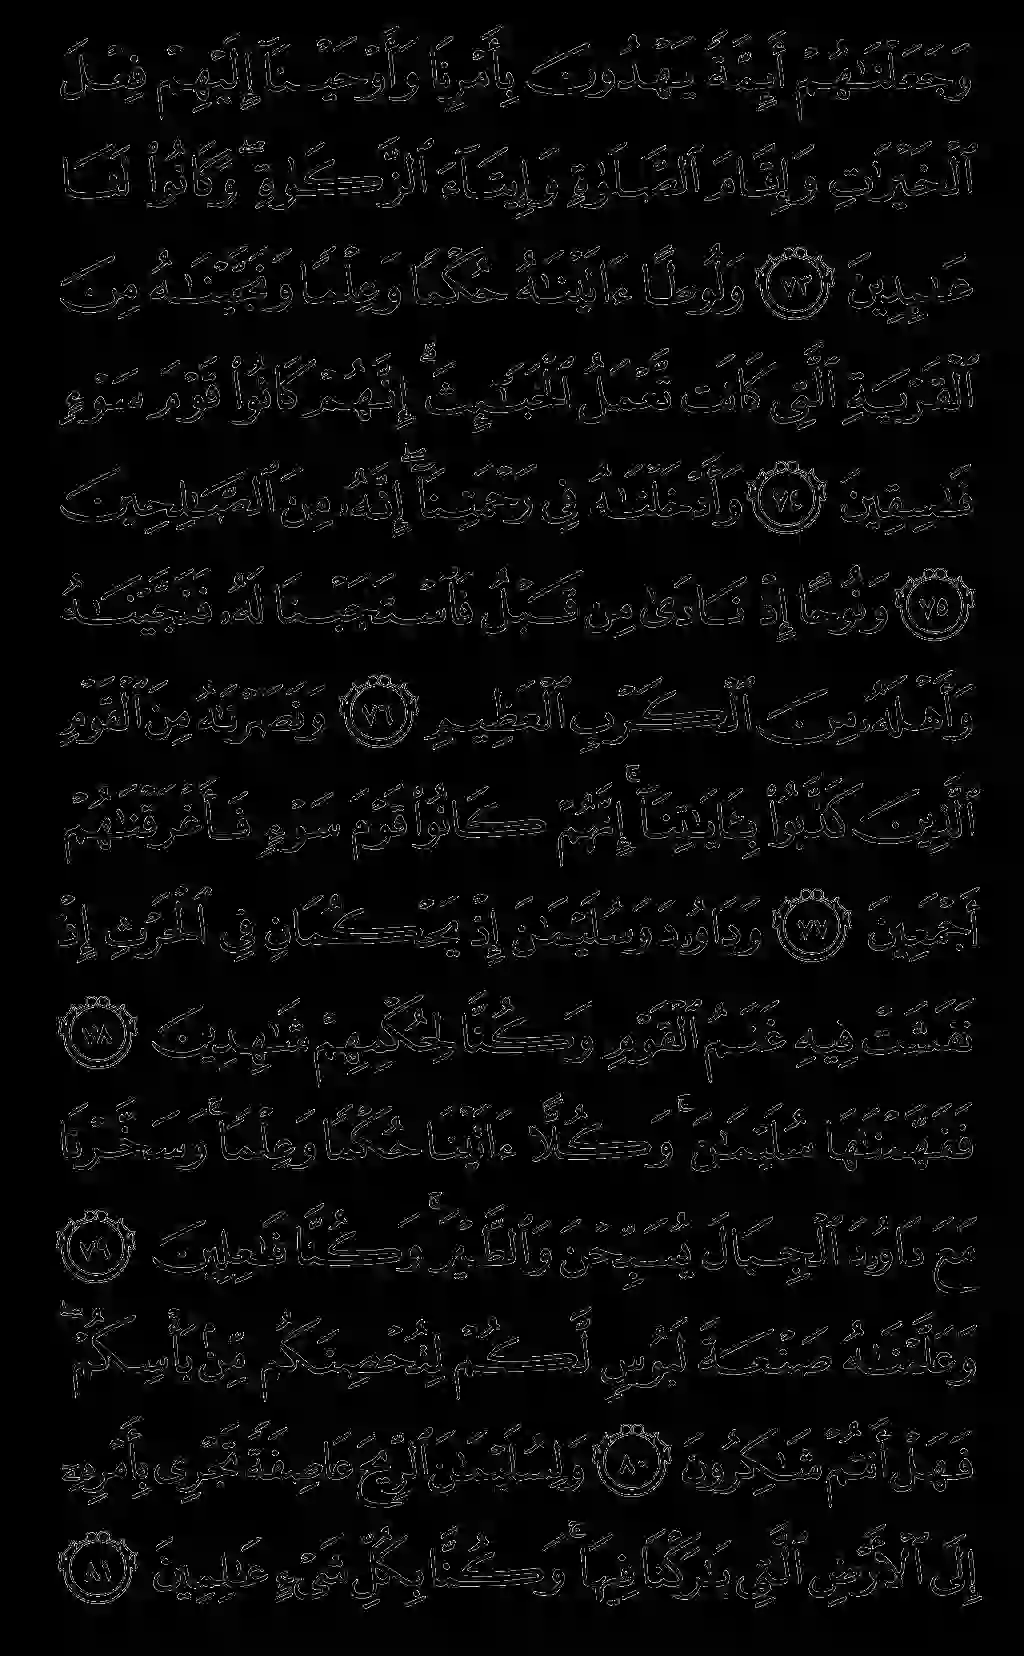 وَجَعَلْنَـٰهُمْ أَئِمَّةً يَهْدُونَ بِأَمْرِنَا وَأَوْحَيْنَآ إِلَيْهِمْ فِعْلَ
ٱلْخَيْرَٰتِ وَإِقَامَ ٱلصَّلَوٰةِ وَإِيتَآءَ ٱلزَّكَوٰةِ ۖ وَكَانُوا۟ لَنَا
عَـٰبِدِينَ ٧٣ وَلُوطًا ءَاتَيْنَـٰهُ حُكْمًا وَعِلْمًا وَنَجَّيْنَـٰهُ مِنَ
ٱلْقَرْيَةِ ٱلَّتِى كَانَت تَّعْمَلُ ٱلْخَبَـٰٓئِثَ ۗ إِنَّهُمْ كَانُوا۟ قَوْمَ سَوْءٍ
فَـٰسِقِينَ ٧٤ وَأَدْخَلْنَـٰهُ فِى رَحْمَتِنَآ ۖ إِنَّهُۥ مِنَ ٱلصَّـٰلِحِينَ
٧٥ وَنُوحًا إِذْ نَادَىٰ مِن قَبْلُ فَٱسْتَجَبْنَا لَهُۥ فَنَجَّيْنَـٰهُ
وَأَهْلَهُۥ مِنَ ٱلْكَرْبِ ٱلْعَظِيمِ ٧٦ وَنَصَرْنَـٰهُ مِنَ ٱلْقَوْمِ
ٱلَّذِينَ كَذَّبُوا۟ بِـَٔايَـٰتِنَآ ۚ إِنَّهُمْ كَانُوا۟ قَوْمَ سَوْءٍ فَأَغْرَقْنَـٰهُمْ
أَجْمَعِينَ ٧٧ وَدَاوُۥدَ وَسُلَيْمَـٰنَ إِذْ يَحْكُمَانِ فِى ٱلْحَرْثِ إِذْ
نَفَشَتْ فِيهِ غَنَمُ ٱلْقَوْمِ وَكُنَّا لِحُكْمِهِمْ شَـٰهِدِينَ ٧٨
فَفَهَّمْنَـٰهَا سُلَيْمَـٰنَ ۚ وَكُلًّا ءَاتَيْنَا حُكْمًا وَعِلْمًا ۚ وَسَخَّرْنَا
مَعَ دَاوُۥدَ ٱلْجِبَالَ يُسَبِّحْنَ وَٱلطَّيْرَ ۚ وَكُنَّا فَـٰعِلِينَ ٧٩
وَعَلَّمْنَـٰهُ صَنْعَةَ لَبُوسٍ لَّكُمْ لِتُحْصِنَكُم مِّنۢ بَأْسِكُمْ ۖ
فَهَلْ أَنتُمْ شَـٰكِرُونَ ٨٠ وَلِسُلَيْمَـٰنَ ٱلرِّيحَ عَاصِفَةً تَجْرِى بِأَمْرِهِۦٓ
إِلَى ٱلْأَرْضِ ٱلَّتِى بَـٰرَكْنَا فِيهَا ۚ وَكُنَّا بِكُلِّ شَىْءٍ عَـٰلِمِينَ ٨١